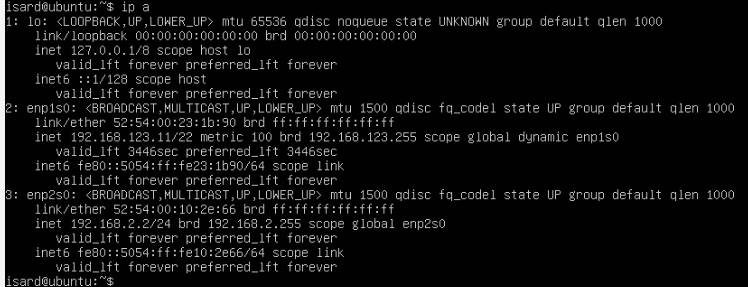 isard@ubuntu:~$ ip a
1: lo: <LOOPBACK,UP,LOWER_UP> mtu 65536 qdisc noqueue state UNKNOWN group default qlen 1000
    link/loopback 00:00:00:00:00:00 brd 00:00:00:00:00:00
    inet 127.0.0.1/8 scope host lo
       valid_lft forever preferred_lft forever
    inet6 ::1/128 scope host
       valid_lft forever preferred_lft forever
2: enp1s0: <BROADCAST,MULTICAST,UP,LOWER_UP> mtu 1500 qdisc fq_codel state UP group default qlen 1000
    link/ether 52:54:00:23:1b:90 brd ff:ff:ff:ff:ff:ff
    inet 192.168.123.11/22 metric 100 brd 192.168.123.255 scope global dynamic enp1s0
       valid_lft 3446sec preferred_lft 3446sec
    inet6 fe80::5054:ff:fe23:1b90/64 scope link
       valid_lft forever preferred_lft forever
3: enp2s0: <BROADCAST,MULTICAST,UP,LOWER_UP> mtu 1500 qdisc fq_codel state UP group default qlen 1000
    link/ether 52:54:00:10:2e:66 brd ff:ff:ff:ff:ff:ff
    inet 192.168.2.2/24 brd 192.168.2.255 scope global enp2s0
       valid_lft forever preferred_lft forever
    inet6 fe80::5054:ff:fe10:2e66/64 scope link
       valid_lft forever preferred_lft forever
isard@ubuntu:~$